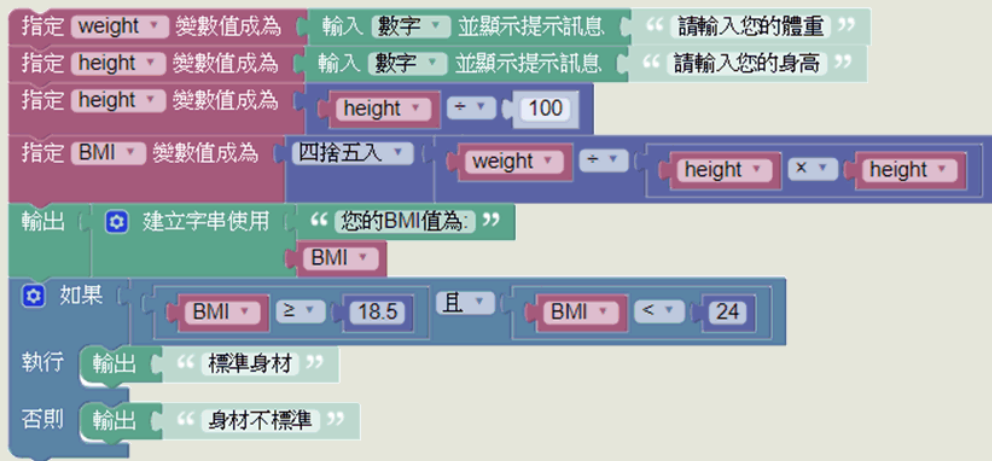 指定 weight 變數值成為 輸入 數字 並顯示提示訊息 “ 請輸入您的體重 ”
指定 height 變數值成為 輸入 數字 並顯示提示訊息 “ 請輸入您的身高 ”
指定 height 變數值成為 height ÷ 100
指定 BMI 變數值成為 四捨五入 weight ÷ height × height
輸出 建立字串使用 “ 您的BMI值為: ”
BMI
如果 BMI ≥ 18.5 且 BMI < 24
執行 輸出 “ 標準身材 ”
否則 輸出 “ 身材不標準 ”